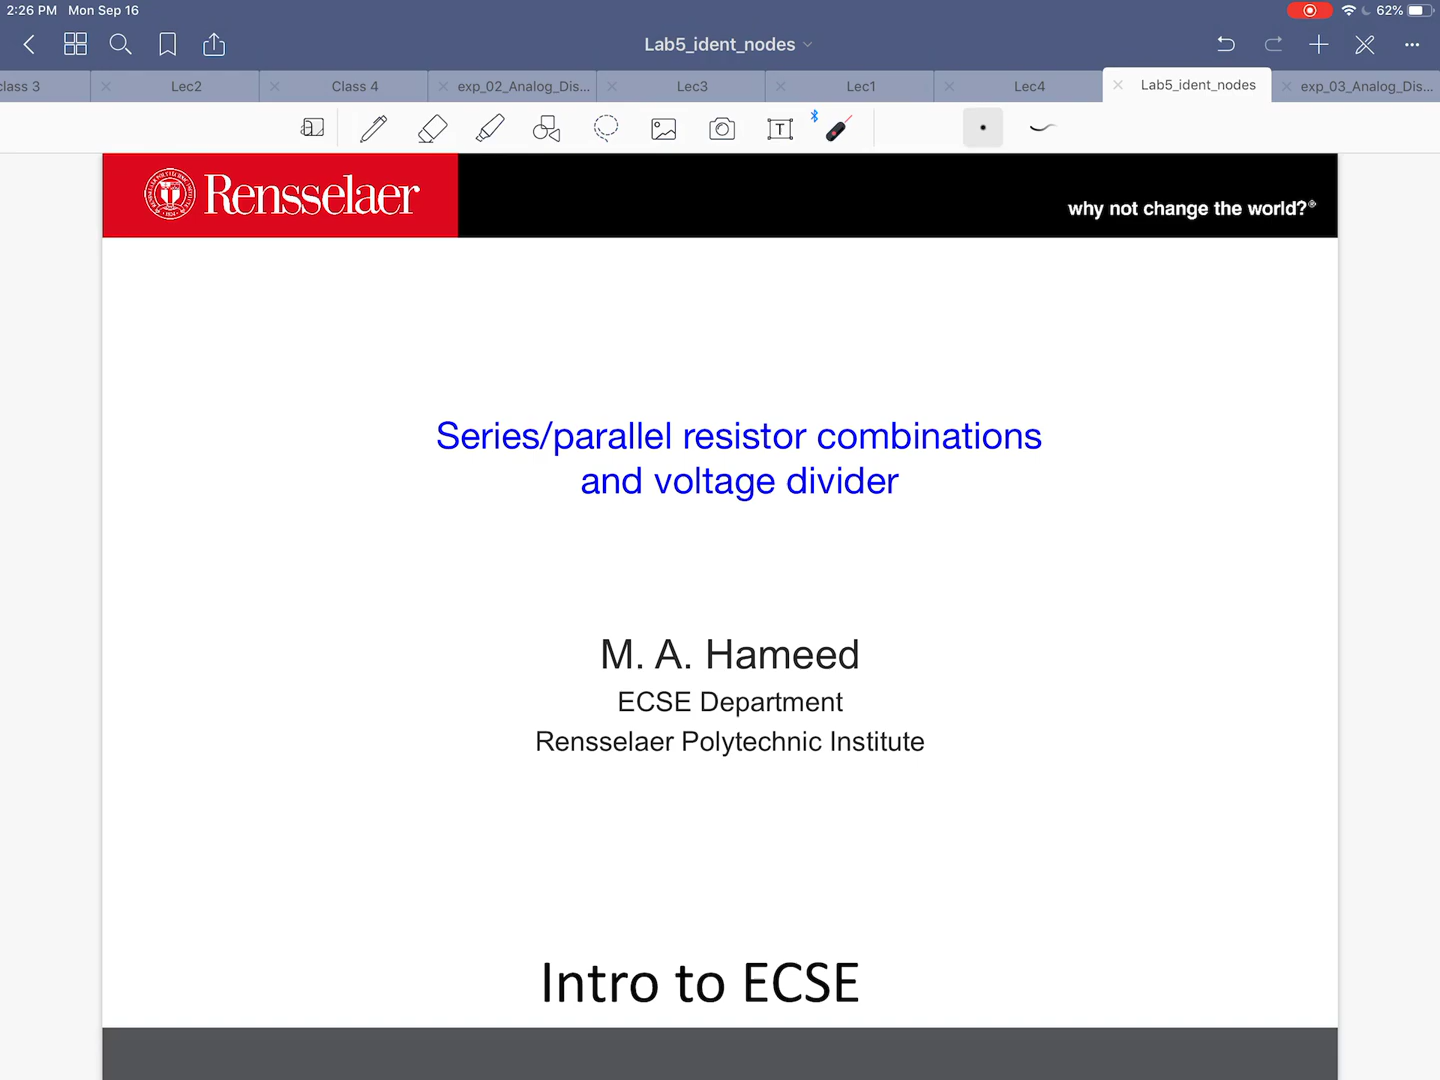 2:26 PM Mon Sep 16
62%
Lab5_ident_nodes
class 3
Lec2
Class 4
exp_02_Analog_Dis...
Lec3
Lec1
Lec4
Lab5_ident_nodes
exp_03_Analog_Dis...
a
T
Rensselaer
why not change the world?®
Series/parallel resistor combinations
and voltage divider
M. A. Hameed
ECSE Department
Rensselaer Polytechnic Institute
Intro to ECSE